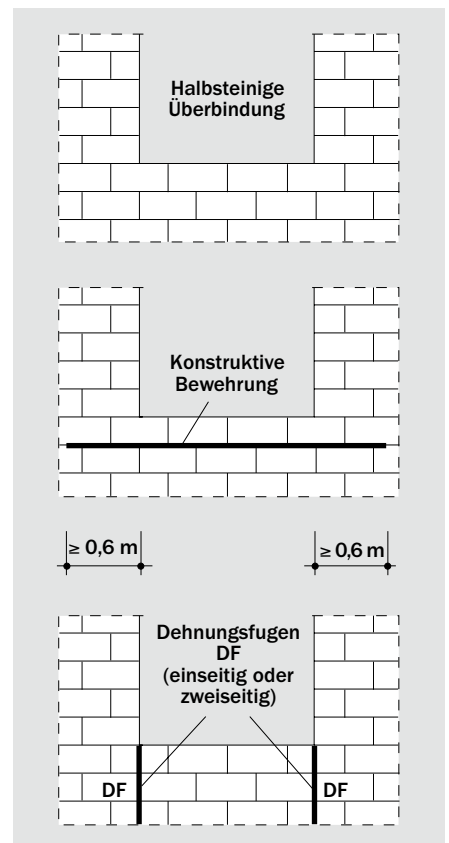 Halbsteinige
Überbindung
Konstruktive
Bewehrung
≥ 0,6 m
≥ 0,6 m
Dehnungsfugen
DF
(einseitig oder
zweiseitig)
DF
DF